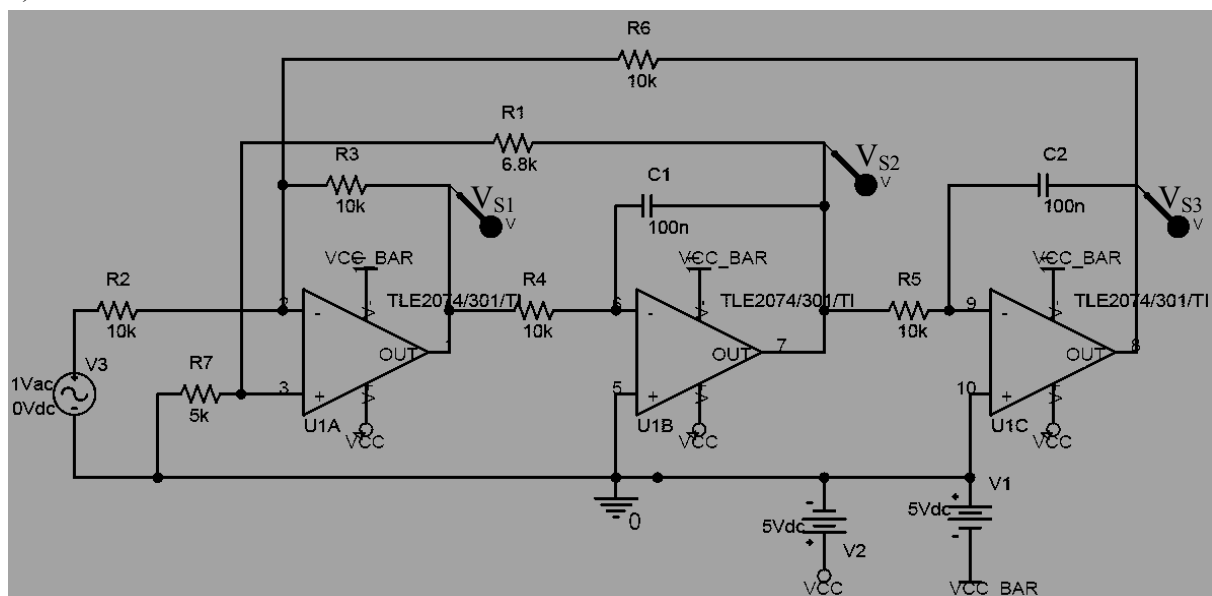 R6
10k
R1
6.8k
R3
10k
VS2
V
C1
100n
C2
100n
VS1
V
VS3
V
VCC_BAR
VCC_BAR
VCC_BAR
R2
10k
TLE2074/301/TI
R4
10k
TLE2074/301/TI
R5
10k
TLE2074/301/TI
2
-
V-
OUT
1
6
-
V-
OUT
7
9
-
V-
OUT
8
V3
1Vac
0Vdc
+
-
R7
5k
3
+
V+
U1A
VCC
5
+
V+
U1B
VCC
10
+
V+
U1C
VCC
0
5Vdc
-
+
V2
VCC
V1
5Vdc
+
-
VCC_BAR